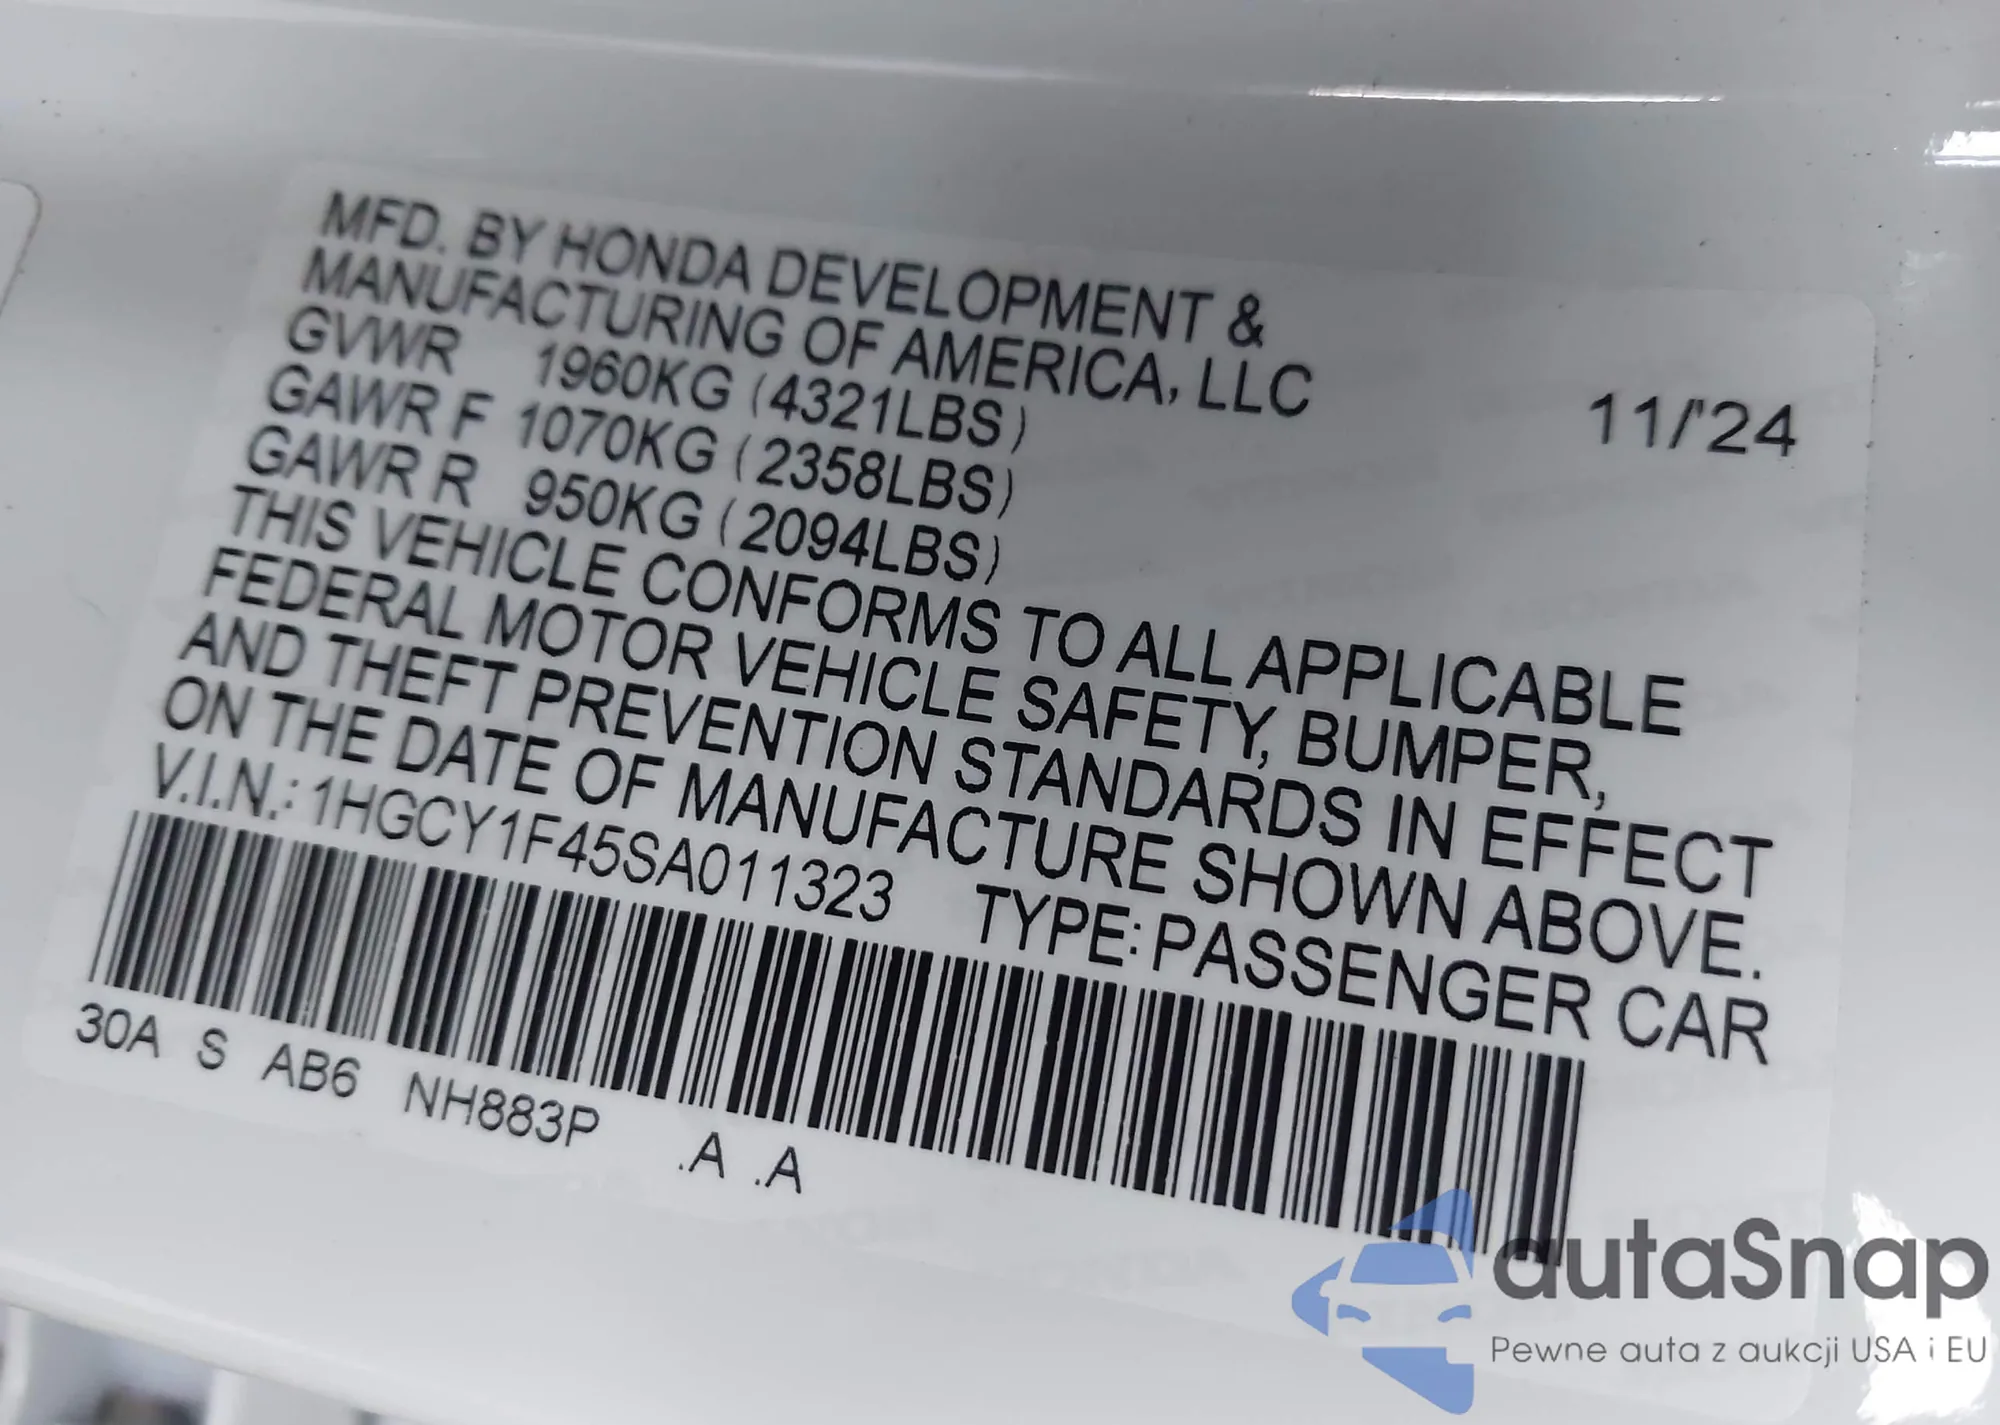 MFD. BY HONDA DEVELOPMENT &
MANUFACTURING OF AMERICA, LLC
GVWR 1960KG (4321LBS) 11/'24
GAWR F 1070KG (2358LBS)
GAWR R 950KG (2094LBS)
THIS VEHICLE CONFORMS TO ALL APPLICABLE
FEDERAL MOTOR VEHICLE SAFETY, BUMPER,
AND THEFT PREVENTION STANDARDS IN EFFECT
ON THE DATE OF MANUFACTURE SHOWN ABOVE.
V.I.N.: 1HGCY1F45SA011323 TYPE: PASSENGER CAR
30A S AB6 NH883P .A .A
autaSnap
Pewne auta z aukcji USA i EU